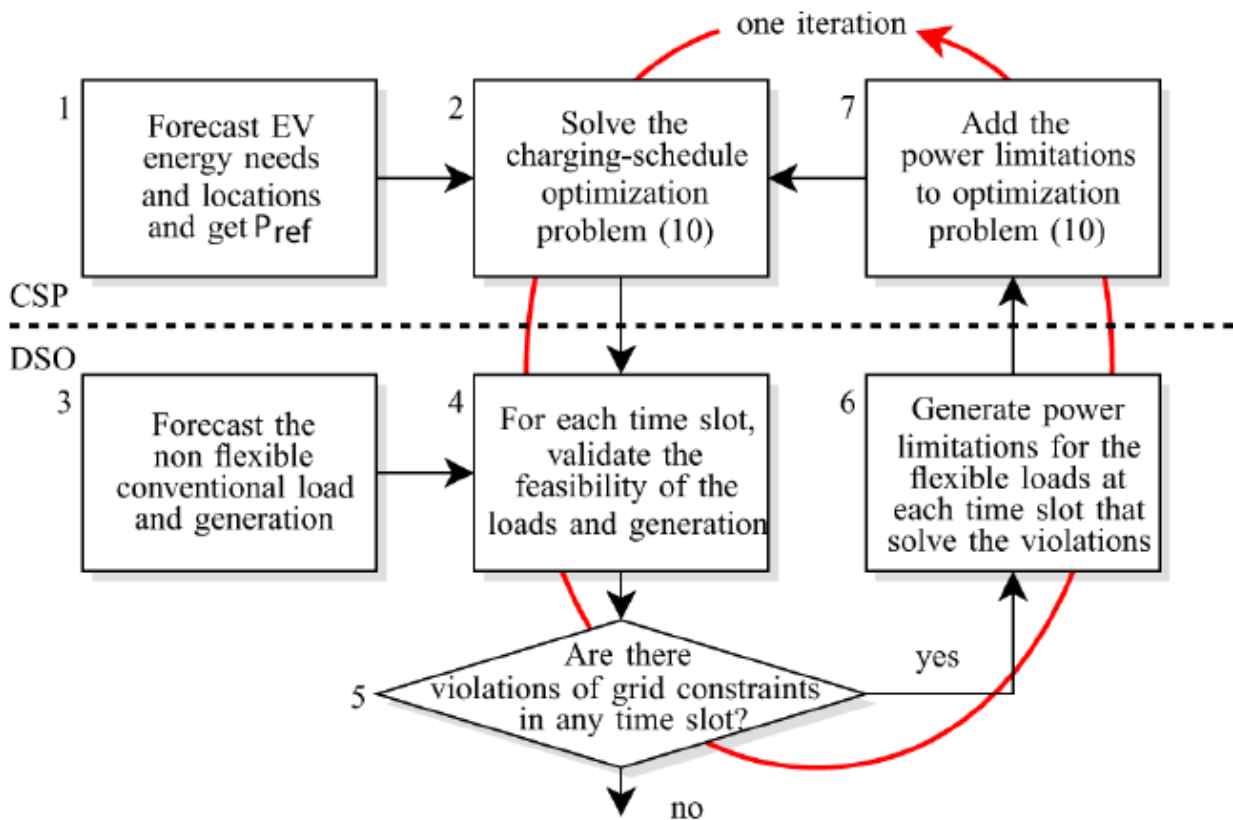 one iteration
1
Forecast EV
energy needs
and locations
and get Pref
2
Solve the
charging-schedule
optimization
problem (10)
7
Add the
power limitations
to optimization
problem (10)
CSP
DSO
3
Forecast the
non flexible
conventional load
and generation
4
For each time slot,
validate the
feasibility of the
loads and generation
6
Generate power
limitations for the
flexible loads at
each time slot that
solve the violations
5
Are there
violations of grid constraints
in any time slot?
yes
no